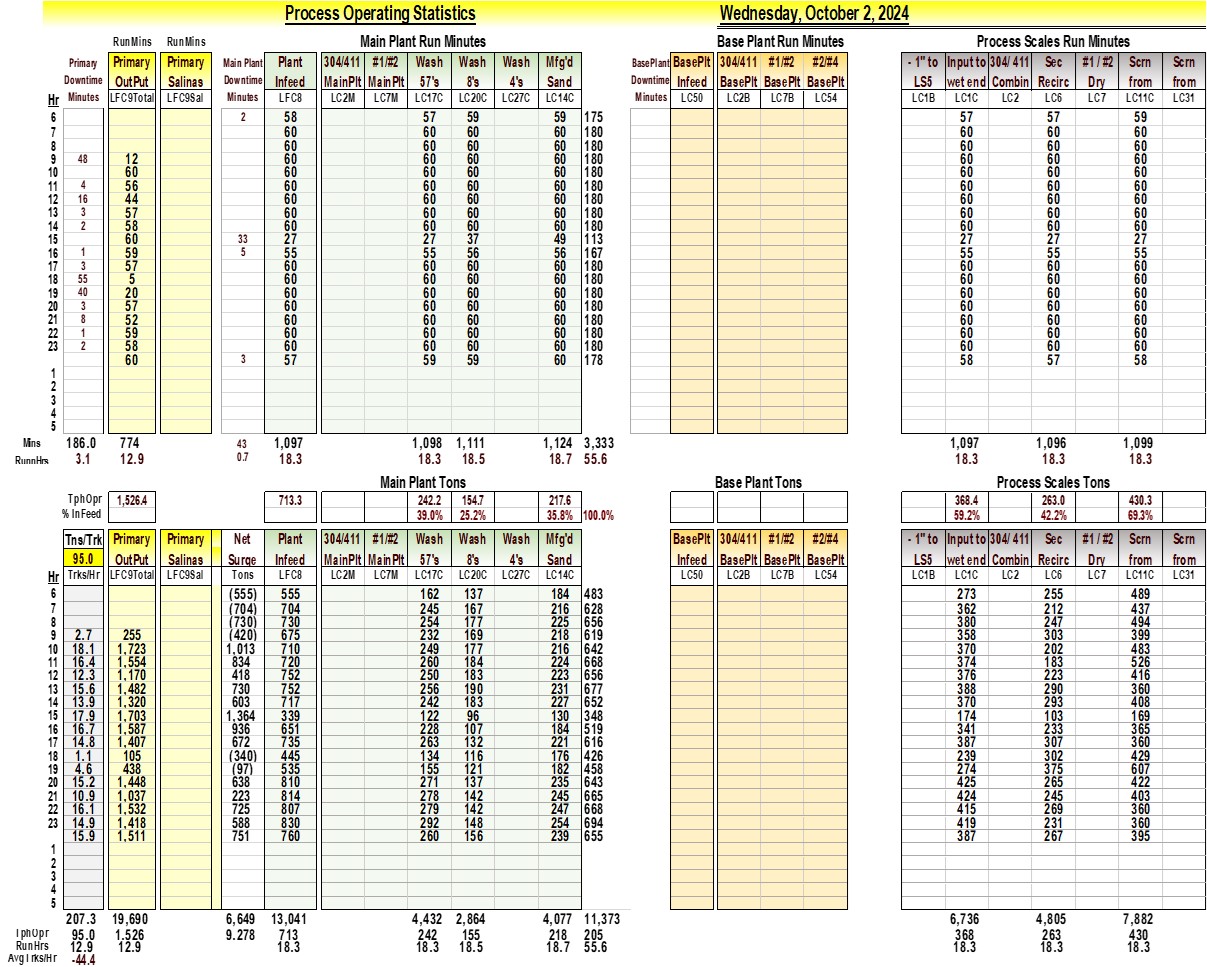 Process Operating Statistics Wednesday, October 2, 2024
RunMins RunMins Main Plant Run Minutes Base Plant Run Minutes Process Scales Run Minutes
Primary Primary Primary Main Plant Plant 304/411 #1/#2 Wash Wash Wash Mfg'd BasePlant BasePlt 304/411 #1/#2 #2/#4 - 1" to Input to 304/ 411 Sec #1 / #2 Scrn Scrn
Downtime OutPut Salinas Downtime Infeed MainPlt MainPlt 57's 8's 4's Sand Downtime Infeed BasePlt BasePlt BasePlt LS5 wet end Combin Recirc Dry from from
Hr Minutes LFC9Total LFC9Sal Minutes LFC8 LC2M LC7M LC17C LC20C LC27C LC14C Minutes LC50 LC2B LC7B LC54 LC1B LC1C LC2 LC6 LC7 LC11C LC31
6 2 58 57 59 59 175 57 57 59
7 60 60 60 60 180 60 60 60
8 60 60 60 60 180 60 60 60
9 48 12 60 60 60 60 180 60 60 60
10 60 60 60 60 60 180 60 60 60
11 4 56 60 60 60 60 180 60 60 60
12 16 44 60 60 60 60 180 60 60 60
13 3 57 60 60 60 60 180 60 60 60
14 2 58 60 60 60 60 180 60 60 60
15 60 33 27 27 37 49 113 27 27 27
16 1 59 5 55 55 56 56 167 55 55 55
17 3 57 60 60 60 60 180 60 60 60
18 55 5 60 60 60 60 180 60 60 60
19 40 20 60 60 60 60 180 60 60 60
20 3 57 60 60 60 60 180 60 60 60
21 8 52 60 60 60 60 180 60 60 60
22 1 59 60 60 60 60 180 60 60 60
23 2 58 60 60 60 60 180 60 60 60
60 3 57 59 59 60 178 58 57 58
1
2
3
4
5
Mins 186.0 774 43 1,097 1,098 1,111 1,124 3,333 1,097 1,096 1,099
RunnHrs 3.1 12.9 0.7 18.3 18.3 18.5 18.7 55.6 18.3 18.3 18.3
Main Plant Tons Base Plant Tons Process Scales Tons
TphOpr 1,526.4 713.3 242.2 154.7 217.6 368.4 263.0 430.3
% InFeed 39.0% 25.2% 35.8% 100.0% 59.2% 42.2% 69.3%
Tns/Trk Primary Primary Net Plant 304/411 #1/#2 Wash Wash Wash Mfg'd BasePlt 304/411 #1/#2 #2/#4 - 1" to Input to 304/ 411 Sec #1 / #2 Scrn Scrn
95.0 OutPut Salinas Surge Infeed MainPlt MainPlt 57's 8's 4's Sand Infeed BasePlt BasePlt BasePlt LS5 wet end Combin Recirc Dry from from
Hr Trks/Hr LFC9Total LFC9Sal Tons LFC8 LC2M LC7M LC17C LC20C LC27C LC14C LC50 LC2B LC7B LC54 LC1B LC1C LC2 LC6 LC7 LC11C LC31
6 (555) 555 162 137 184 483 273 255 489
7 (704) 704 245 167 216 628 362 212 437
8 (730) 730 254 177 225 656 380 247 494
9 2.7 255 (420) 675 232 169 218 619 358 303 399
10 18.1 1,723 1,013 710 249 177 216 642 370 202 483
11 16.4 1,554 834 720 260 184 224 668 374 183 526
12 12.3 1,170 418 752 250 183 223 656 376 223 416
13 15.6 1,482 730 752 256 190 231 677 388 290 360
14 13.9 1,320 603 717 242 183 227 652 370 293 408
15 17.9 1,703 1,364 339 122 96 130 348 174 103 169
16 16.7 1,587 936 651 228 107 184 519 341 233 365
17 14.8 1,407 672 735 263 132 221 616 387 307 360
18 1.1 105 (340) 445 134 116 176 426 239 302 429
19 4.6 438 (97) 535 155 121 182 458 274 375 607
20 15.2 1,448 638 810 271 137 235 643 425 265 422
21 10.9 1,037 223 814 278 142 245 665 424 245 403
22 16.1 1,532 725 807 279 142 247 668 415 269 360
23 14.9 1,418 588 830 292 148 254 694 419 231 360
15.9 1,511 751 760 260 156 239 655 387 267 395
1
2
3
4
5
207.3 19,690 6,649 13,041 4,432 2,864 4,077 11,373 6,736 4,805 7,882
TphOpr 95.0 1,526 9.278 713 242 155 218 205 368 263 430
RunHrs 12.9 12.9 18.3 18.3 18.5 18.7 55.6 18.3 18.3 18.3
AvgTrks/Hr -44.4